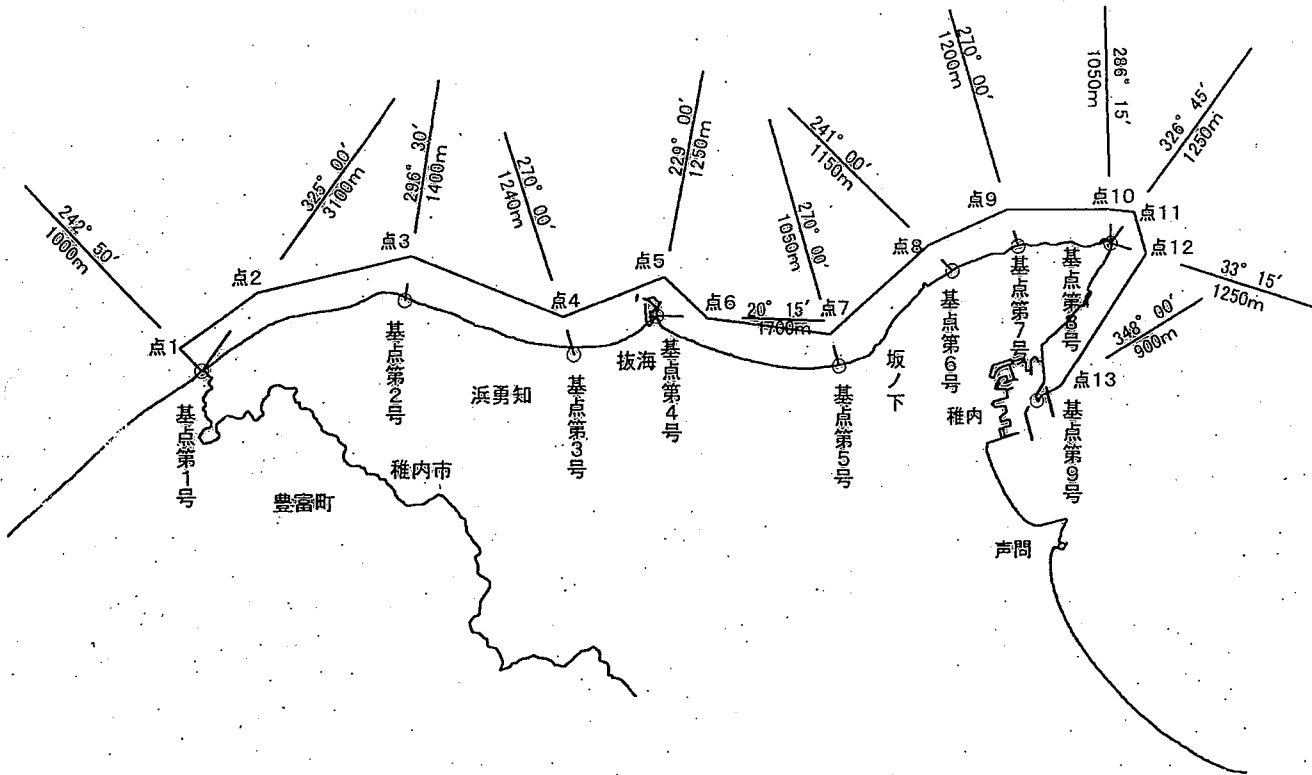 242° 50′
1000m
325° 00′
3100m
296° 30′
1400m
270° 00′
1240m
229° 00′
1250m
270° 00′
1050m
241° 00′
1150m
270° 00′
1200m
286° 15′
1050m
326° 45′
1250m
33° 15′
1250m
348° 00′
900m
20° 15′
1700m
点1
点2
点3
点4
点5
点6
点7
点8
点9
点10
点11
点12
点13
基点第1号
基点第2号
基点第3号
基点第4号
基点第5号
基点第6号
基点第7号
基点第8号
基点第9号
浜勇知
抜海
坂ノ下
稚内
稚内市
豊富町
声問